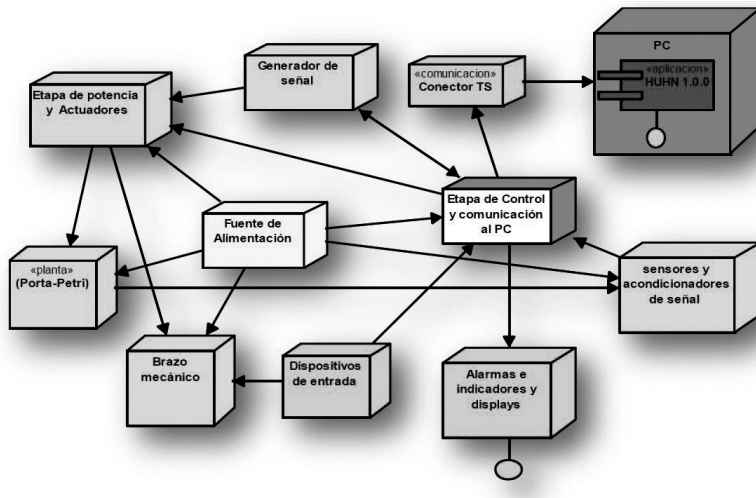 PC
«aplicacion»
HUHN 1.0.0
Generador de
señal
«comunicacion»
Conector TS
Etapa de potencia
y Actuadores
Etapa de Control
y comunicación
al PC
Fuente de
Alimentación
«planta»
(Porta-Petri)
sensores y
acondicionadores
de señal
Brazo
mecánico
Dispositivos
de entrada
Alarmas e
indicadores y
displays